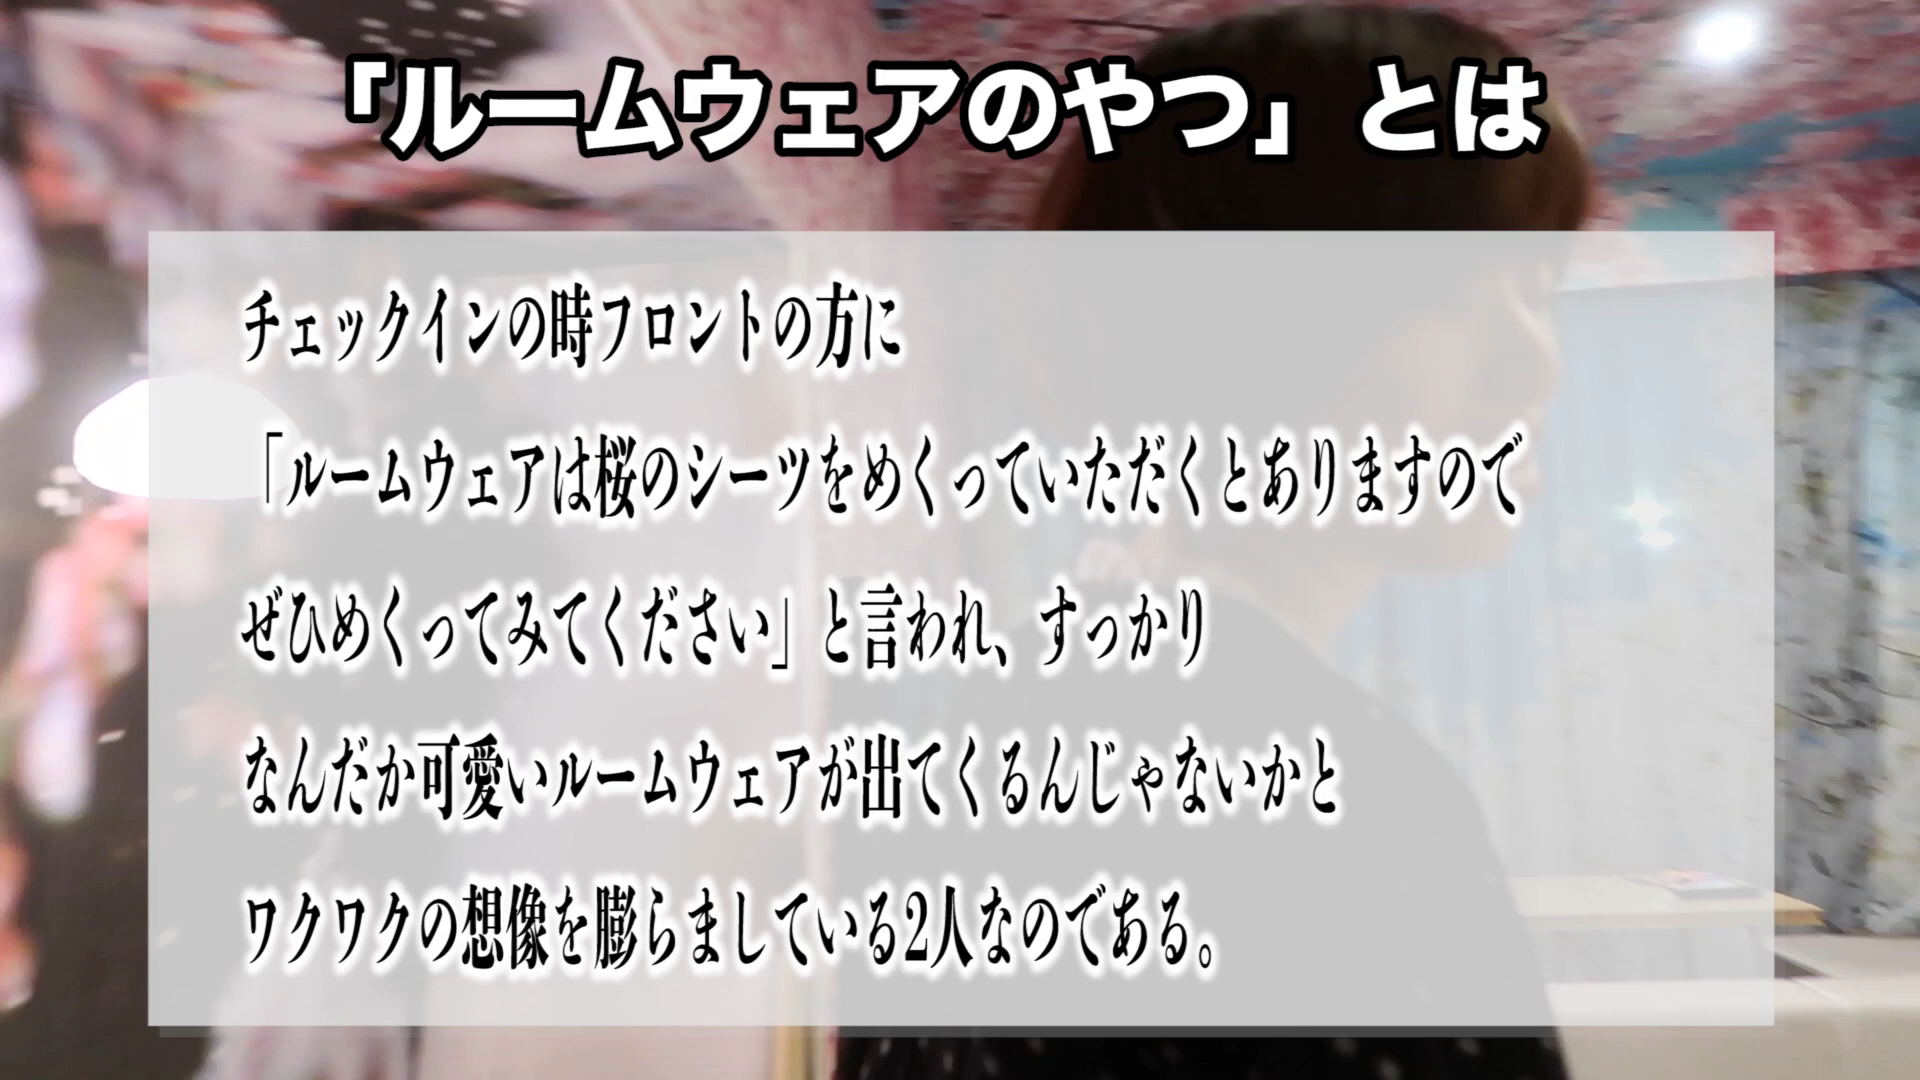 「ルームウェアのやつ」とは
チェックインの時フロントの方に
「ルームウェアは桜のシーツをめくっていただくとありますので
ぜひめくってみてください」と言われ、すっかり
なんだか可愛いルームウェアが出てくるんじゃないかと
ワクワクの想像を膨らましている2人なのである。